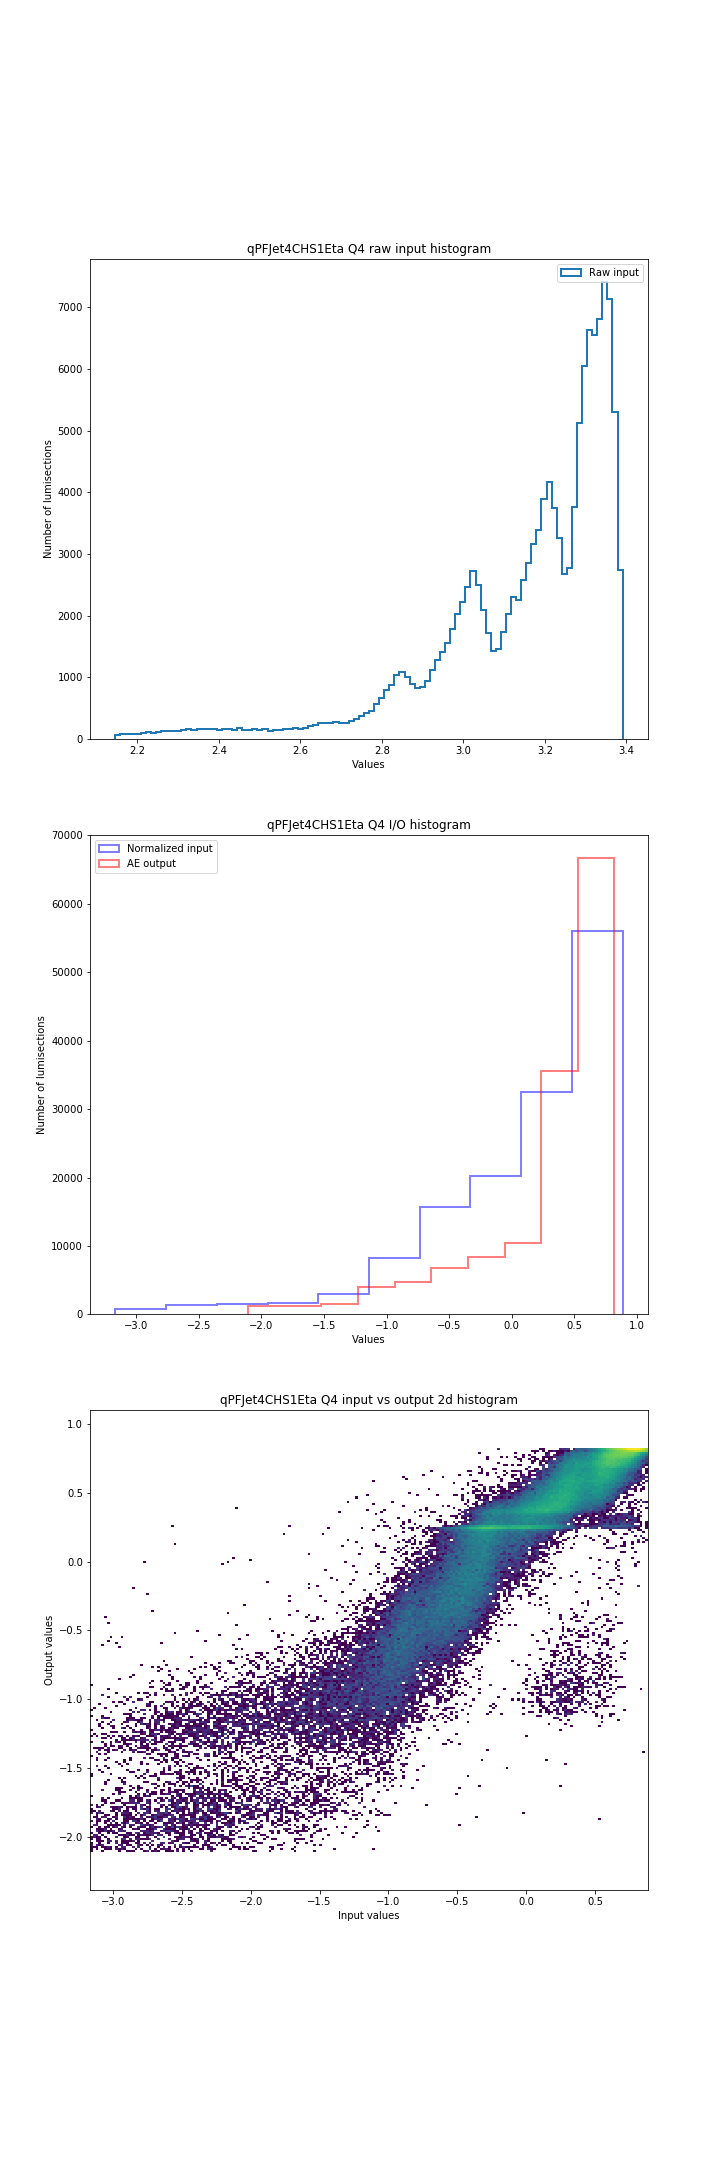 qPFJet4CHS1Eta Q4 raw input histogram
Raw input
7000
6000
5000
4000
3000
2000
1000
0
Number of lumisections
2.2 2.4 2.6 2.8 3.0 3.2 3.4
Values
qPFJet4CHS1Eta Q4 I/O histogram
Normalized input
AE output
70000
60000
50000
40000
30000
20000
10000
0
Number of lumisections
−3.0 −2.5 −2.0 −1.5 −1.0 −0.5 0.0 0.5 1.0
Values
qPFJet4CHS1Eta Q4 input vs output 2d histogram
1.0
0.5
0.0
−0.5
−1.0
−1.5
−2.0
Output values
−3.0 −2.5 −2.0 −1.5 −1.0 −0.5 0.0 0.5
Input values